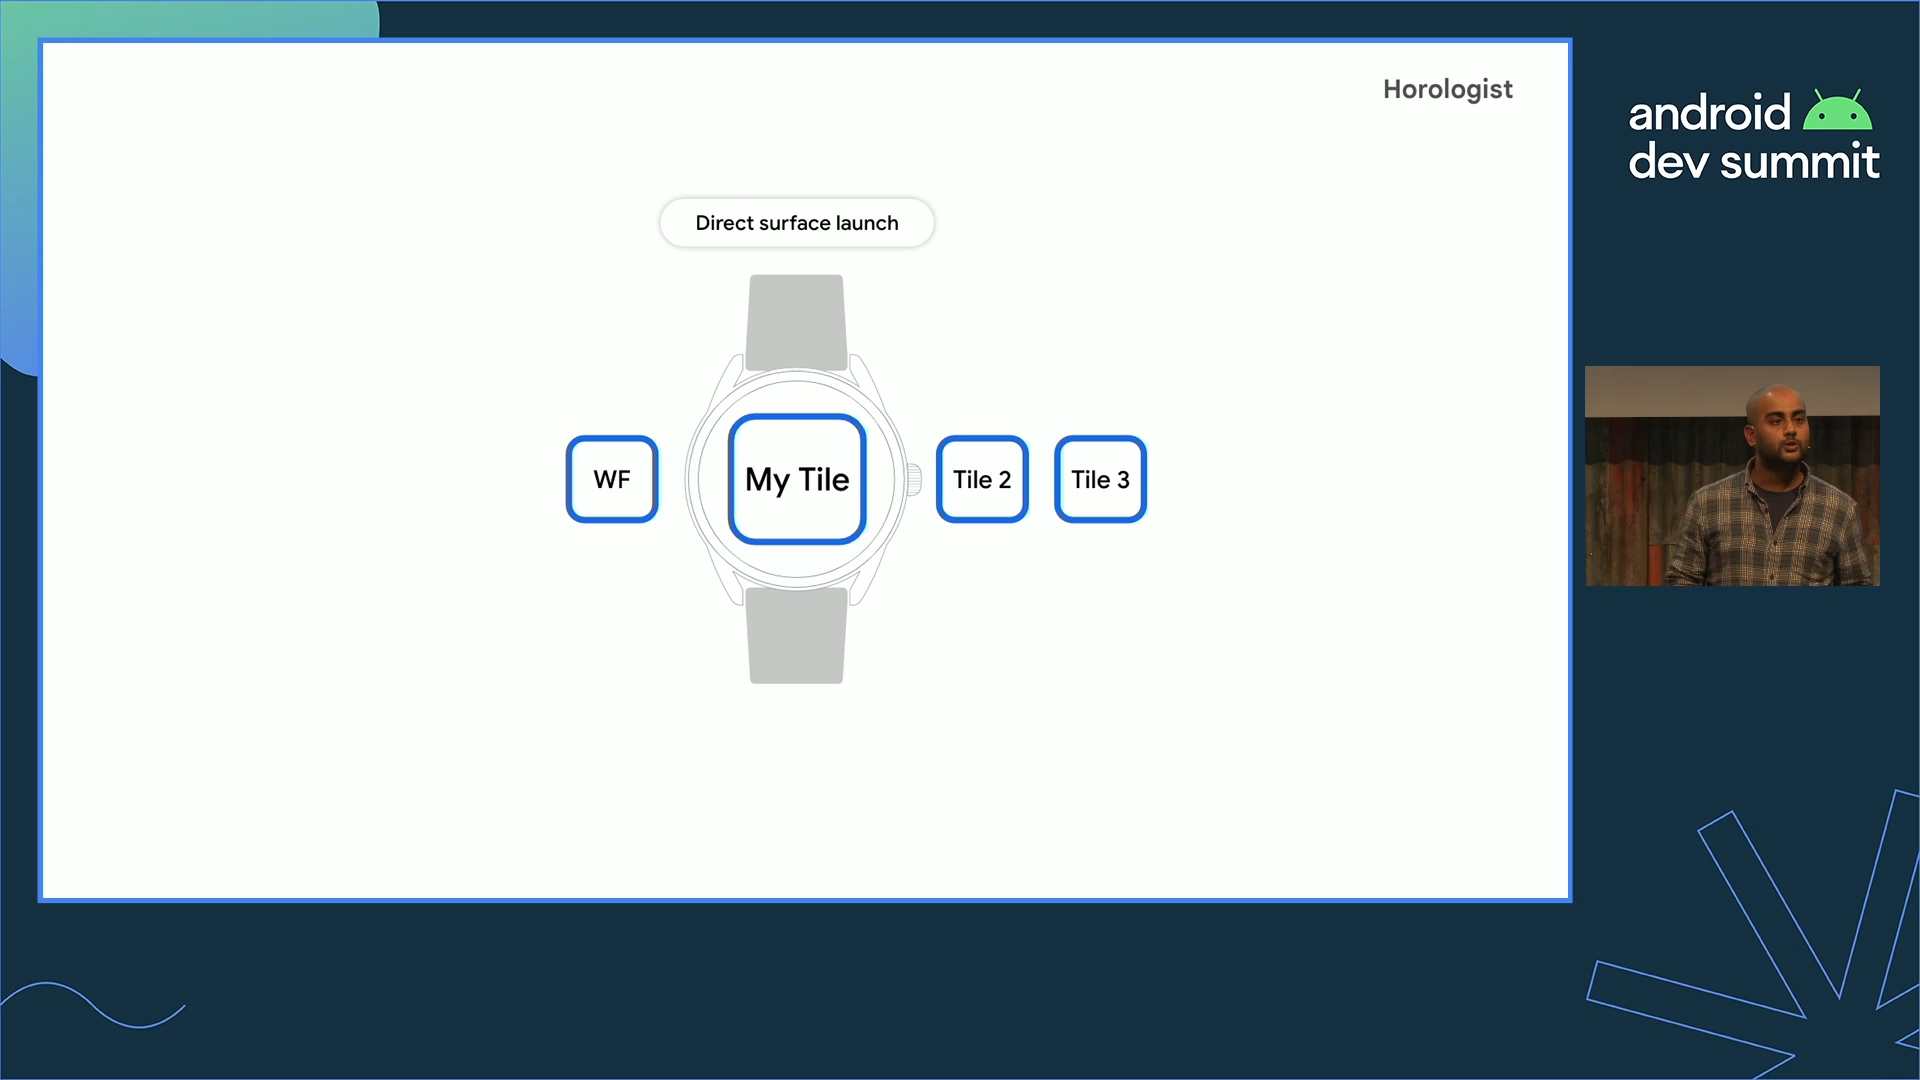 Horologist
android
dev summit
Direct surface launch
WF
My Tile
Tile 2
Tile 3